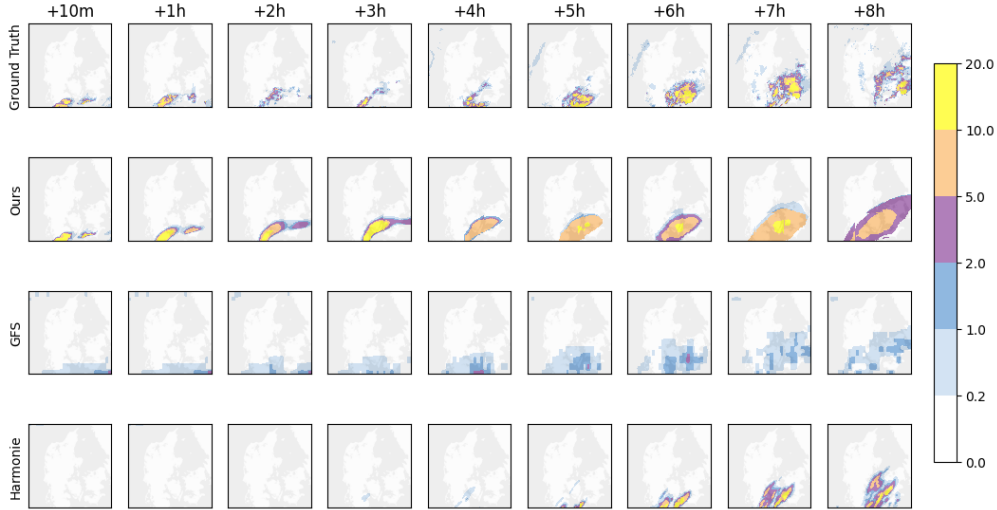 +10m +1h +2h +3h +4h +5h +6h +7h +8h
Ground Truth
Ours
GFS
Harmonie
20.0
10.0
5.0
2.0
1.0
0.2
0.0